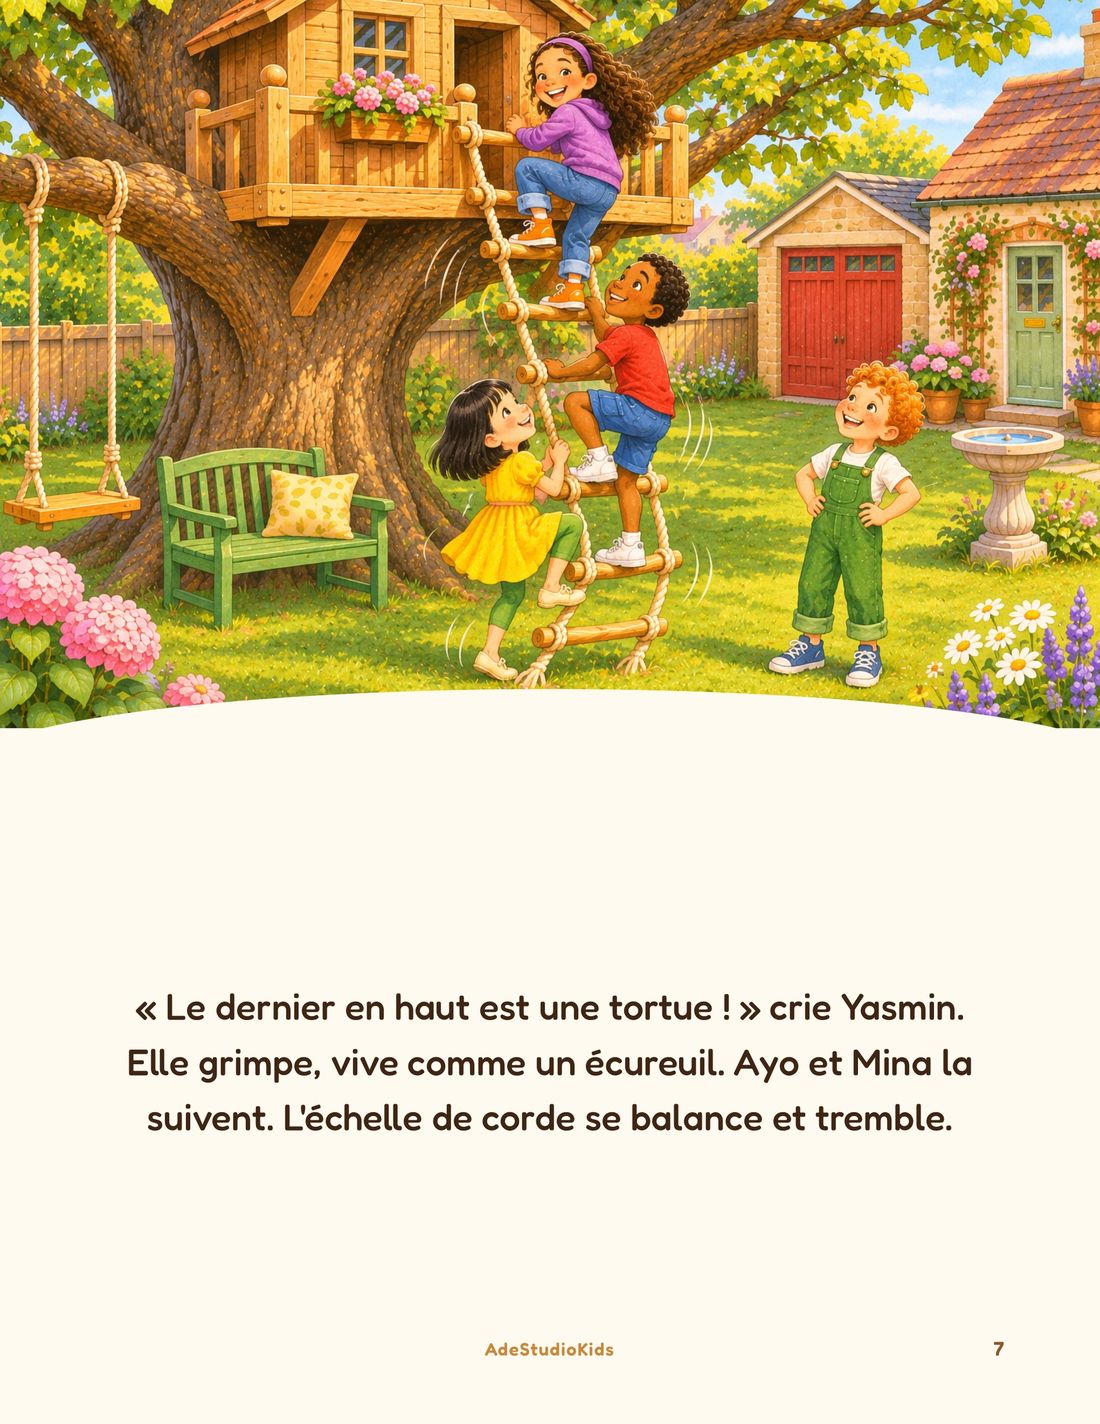 « Le dernier en haut est une tortue ! » crie Yasmin.
Elle grimpe, vive comme un écureuil. Ayo et Mina la
suivent. L'échelle de corde se balance et tremble.
AdeStudioKids
7